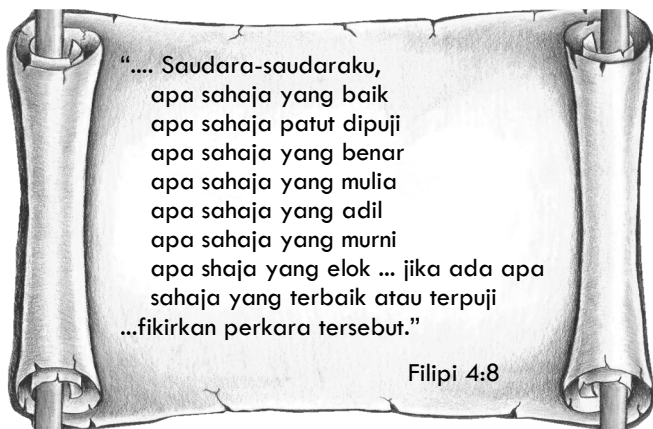 “.... Saudara-saudaraku,
apa sahaja yang baik
apa sahaja patut dipuji
apa sahaja yang benar
apa sahaja yang mulia
apa sahaja yang adil
apa sahaja yang murni
apa shaja yang elok ... jika ada apa
sahaja yang terbaik atau terpuji
...fikirkan perkara tersebut.”
Filipi 4:8